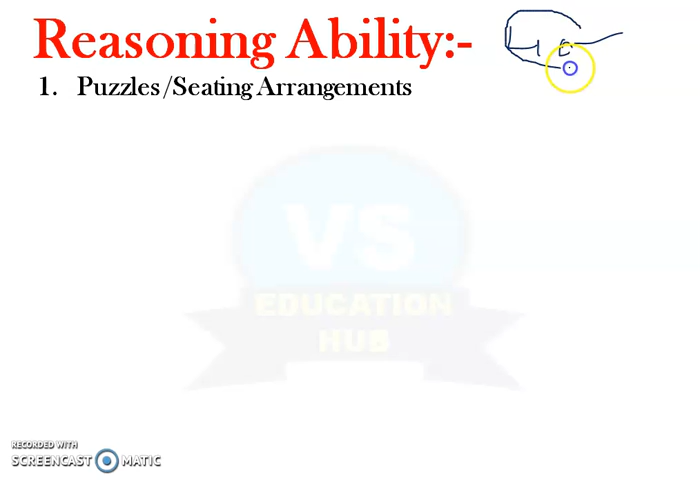 Reasoning Ability:-
1. Puzzles/Seating Arrangements
VS
EDUCATION
HUB
RECORDED WITH
SCREENCAST MATIC